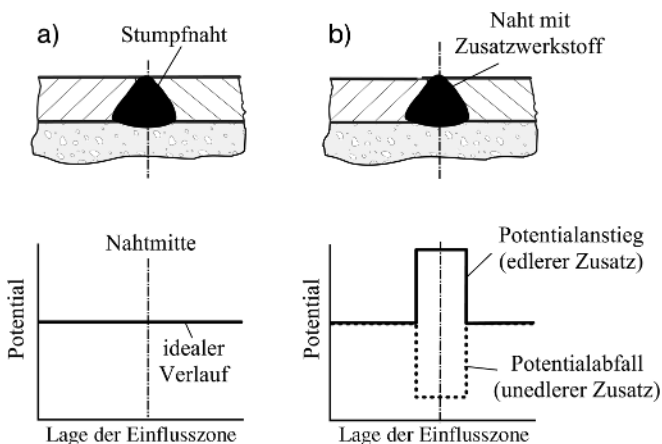 a)
Stumpfnaht
b)
Naht mit
Zusatzwerkstoff
Nahtmitte
idealer
Verlauf
Potential
Lage der Einflusszone
Potentialanstieg
(edlerer Zusatz)
Potentialabfall
(unedlerer Zusatz)
Potential
Lage der Einflusszone